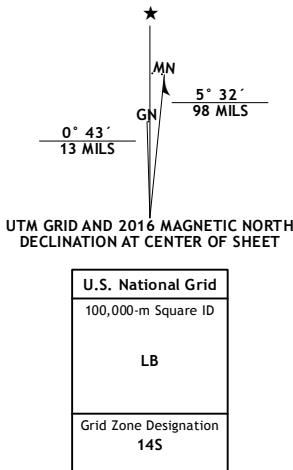 ★
MN
GN
5° 32´
98 MILS
0° 43´
13 MILS
UTM GRID AND 2016 MAGNETIC NORTH
DECLINATION AT CENTER OF SHEET
U.S. National Grid
100,000-m Square ID
LB
Grid Zone Designation
14S